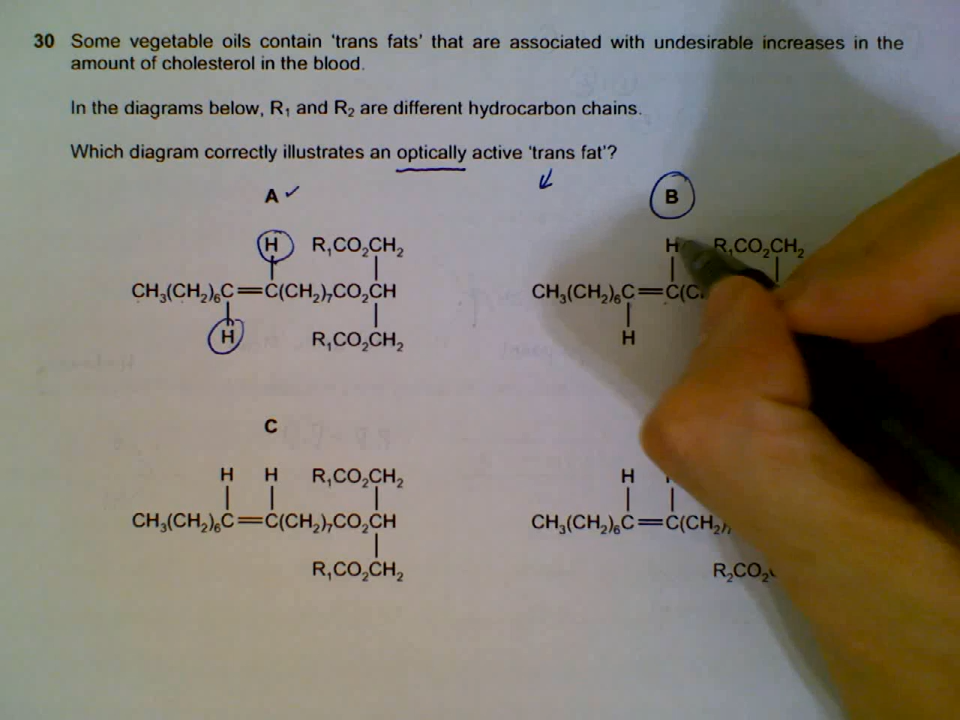 30 Some vegetable oils contain 'trans fats' that are associated with undesirable increases in the
amount of cholesterol in the blood.
In the diagrams below, R₁ and R₂ are different hydrocarbon chains.
Which diagram correctly illustrates an optically active 'trans fat'?
A ✓
H R₁CO₂CH₂
CH₃(CH₂)₆C=C(CH₂)₇CO₂CH
H R₁CO₂CH₂
B
H R₁CO₂CH₂
CH₃(CH₂)₆C=C(C
H
C
H H R₁CO₂CH₂
CH₃(CH₂)₆C=C(CH₂)₇CO₂CH
R₁CO₂CH₂
H
CH₃(CH₂)₆C=C(CH₂)
R₂CO₂